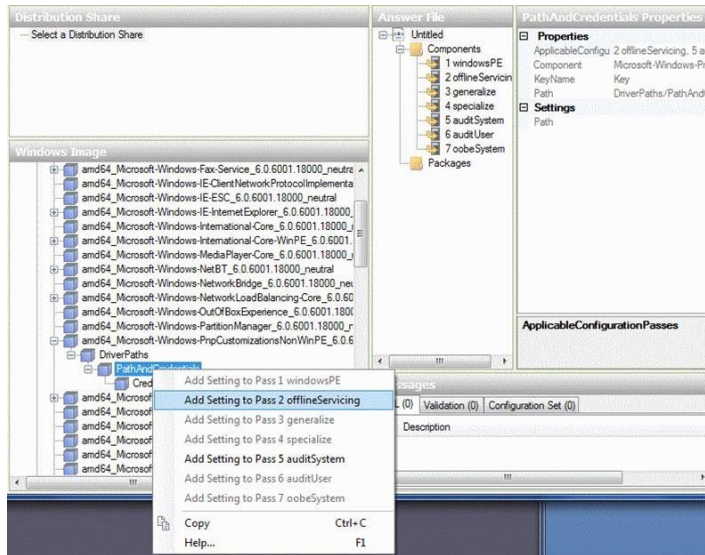 Distribution Share
Select a Distribution Share
Windows Image
amd64_Microsoft-Windows-Fax-Service_6.0.6001.18000_neutra
amd64_Microsoft-Windows-IE-ClientNetworkProtocolImplementa
amd64_Microsoft-Windows-IE-ESC_6.0.6001.18000_neutral
amd64_Microsoft-Windows-IE-InternetExplorer_6.0.6001.18000_
amd64_Microsoft-Windows-International-Core_6.0.6001.18000_
amd64_Microsoft-Windows-International-Core-WinPE_6.0.6001.
amd64_Microsoft-Windows-MediaPlayer-Core_6.0.6001.18000_
amd64_Microsoft-Windows-NetBT_6.0.6001.18000_neutral
amd64_Microsoft-Windows-NetworkBridge_6.0.6001.18000_neu
amd64_Microsoft-Windows-NetworkLoadBalancing-Core_6.0.60
amd64_Microsoft-Windows-OutOfBoxExperience_6.0.6001.1800
amd64_Microsoft-Windows-PartitionManager_6.0.6001.18000_
amd64_Microsoft-Windows-PnpCustomizationsNonWinPE_6.0.6
DriverPaths
PathAndCredentials
Cred
amd64_Microsof
amd64_Microsof
amd64_Microsof
amd64_Microsof
amd64_Microsof
amd64_Microsof
Add Setting to Pass 1 windowsPE
Add Setting to Pass 2 offlineServicing
Add Setting to Pass 3 generalize
Add Setting to Pass 4 specialize
Add Setting to Pass 5 auditSystem
Add Setting to Pass 6 auditUser
Add Setting to Pass 7 oobeSystem
Copy Ctrl+C
Help... F1
Answer File
Untitled
Components
1 windowsPE
2 offlineServicin
3 generalize
4 specialize
5 auditSystem
6 auditUser
7 oobeSystem
Packages
PathAndCredentials Properties
Properties
ApplicableConfigu 2 offlineServicing, 5 a
Component Microsoft-Windows-Pn
KeyName Key
Path DriverPaths/PathAnd
Settings
Path
ApplicableConfigurationPasses
ssages
L (0) Validation (0) Configuration Set (0)
Description